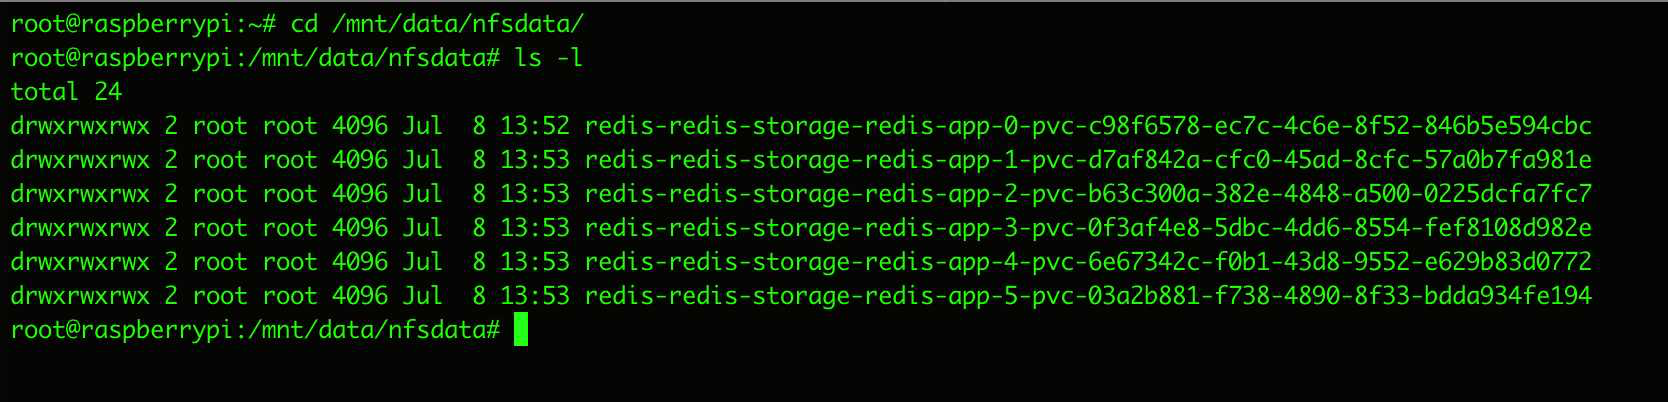 root@raspberrypi:~# cd /mnt/data/nfsdata/
root@raspberrypi:/mnt/data/nfsdata# ls -l
total 24
drwxrwxrwx 2 root root 4096 Jul  8 13:52 redis-redis-storage-redis-app-0-pvc-c98f6578-ec7c-4c6e-8f52-846b5e594cbc
drwxrwxrwx 2 root root 4096 Jul  8 13:53 redis-redis-storage-redis-app-1-pvc-d7af842a-cfc0-45ad-8cfc-57a0b7fa981e
drwxrwxrwx 2 root root 4096 Jul  8 13:53 redis-redis-storage-redis-app-2-pvc-b63c300a-382e-4848-a500-0225dcfa7fc7
drwxrwxrwx 2 root root 4096 Jul  8 13:53 redis-redis-storage-redis-app-3-pvc-0f3af4e8-5dbc-4dd6-8554-fef8108d982e
drwxrwxrwx 2 root root 4096 Jul  8 13:53 redis-redis-storage-redis-app-4-pvc-6e67342c-f0b1-43d8-9552-e629b83d0772
drwxrwxrwx 2 root root 4096 Jul  8 13:53 redis-redis-storage-redis-app-5-pvc-03a2b881-f738-4890-8f33-bdda934fe194
root@raspberrypi:/mnt/data/nfsdata#